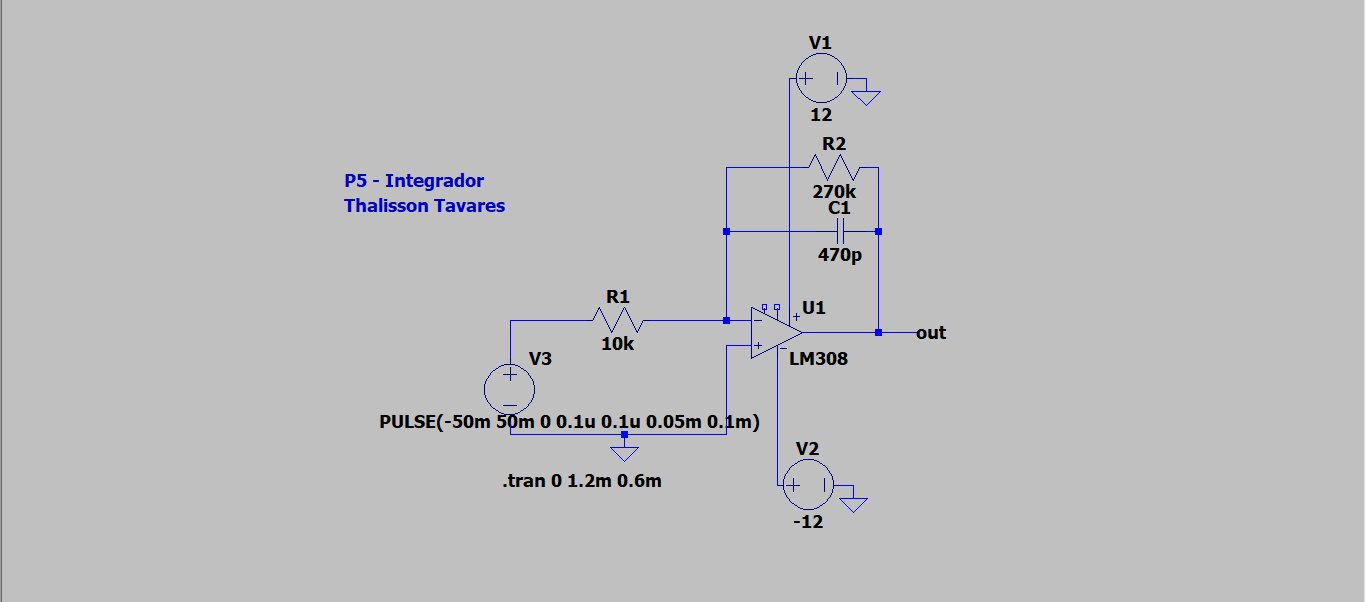 V1
12
R2
270k
C1
470p
P5 - Integrador
Thalisson Tavares
R1
10k
U1
LM308
out
V3
PULSE(-50m 50m 0 0.1u 0.1u 0.05m 0.1m)
.tran 0 1.2m 0.6m
V2
-12